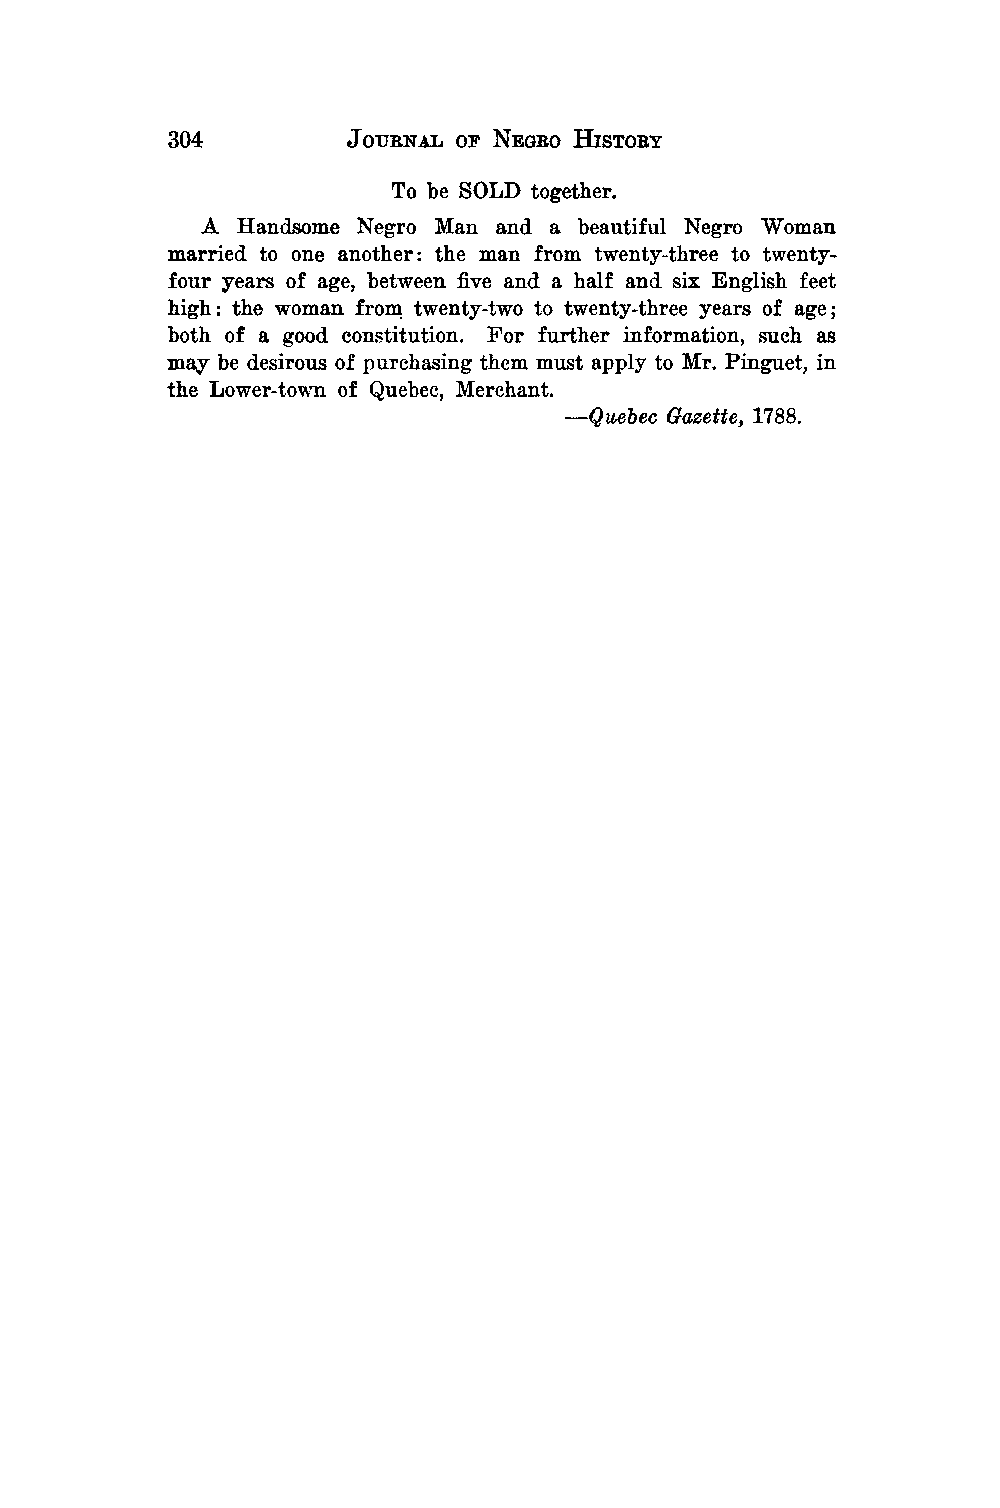 304 JOURNAL OF NEGRO HISTORY
To be SOLD together.
A Handsome Negro Man and a beautiful Negro Woman
married to one another: the man from twenty-three to twenty-
four years of age, between five and a half and six English feet
high: the woman from twenty-two to twenty-three years of age;
both of a good constitution. For further information, such as
may be desirous of purchasing them must apply to Mr. Pinguet, in
the Lower-town of Quebec, Merchant.
—Quebec Gazette, 1788.